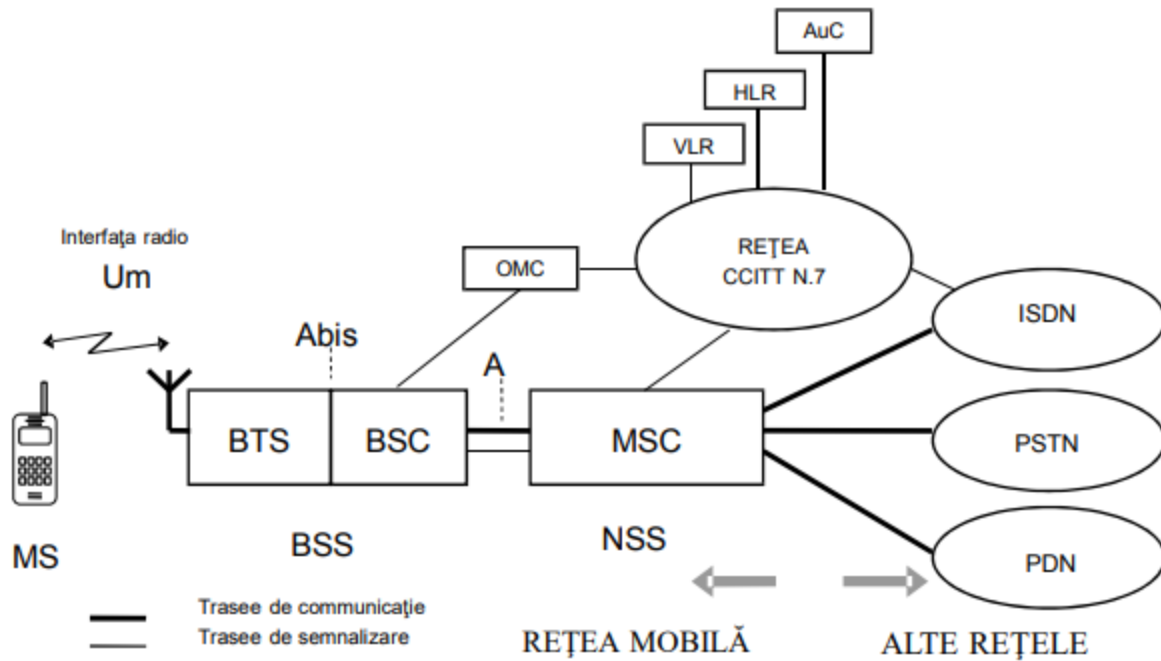 AuC
HLR
VLR
Interfaţa radio
Um
OMC
REŢEA
CCITT N.7
ISDN
Abis
A
BTS
BSC
MSC
PSTN
MS
BSS
NSS
PDN
Trasee de communicaţie
Trasee de semnalizare
REŢEA MOBILĂ
ALTE REŢELE